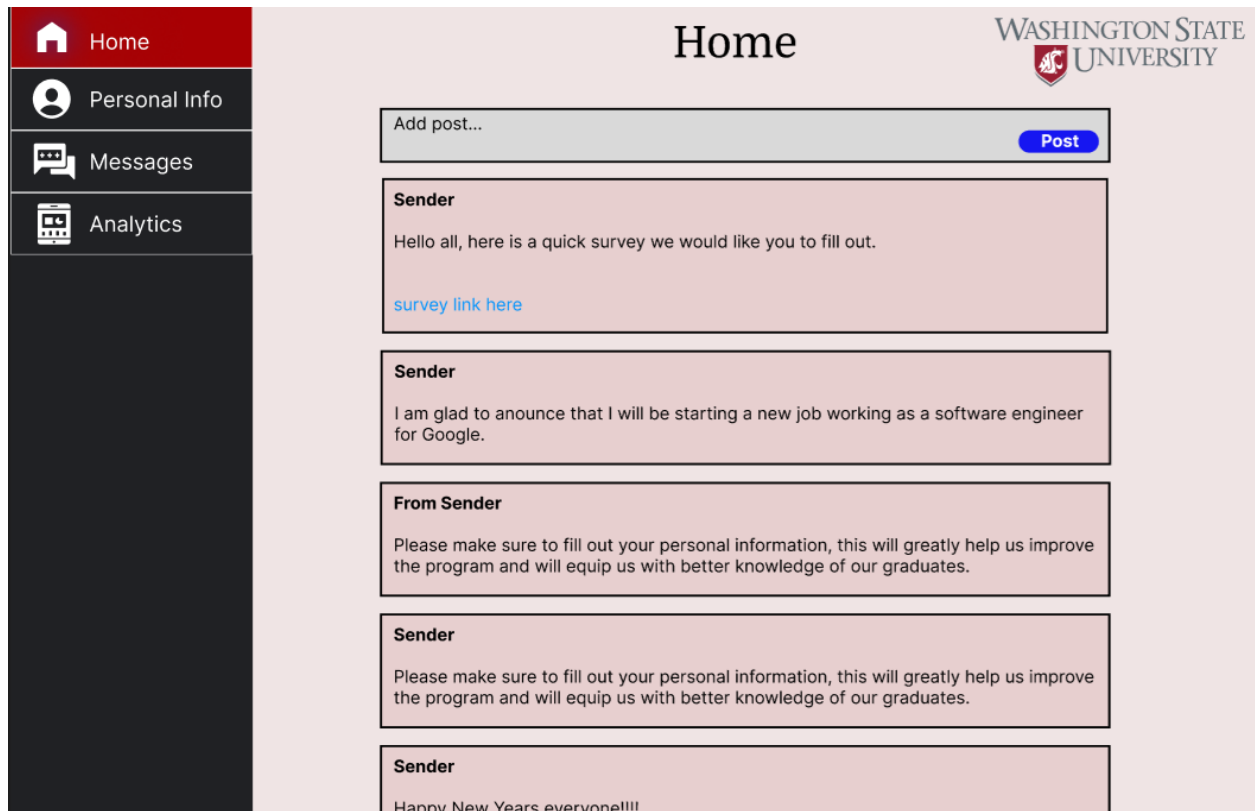 Home
Personal Info
Messages
Analytics
Home
WASHINGTON STATE
UNIVERSITY
Add post...
Post
Sender
Hello all, here is a quick survey we would like you to fill out.
survey link here
Sender
I am glad to anounce that I will be starting a new job working as a software engineer
for Google.
From Sender
Please make sure to fill out your personal information, this will greatly help us improve
the program and will equip us with better knowledge of our graduates.
Sender
Please make sure to fill out your personal information, this will greatly help us improve
the program and will equip us with better knowledge of our graduates.
Sender
Happy New Years everyone!!!!